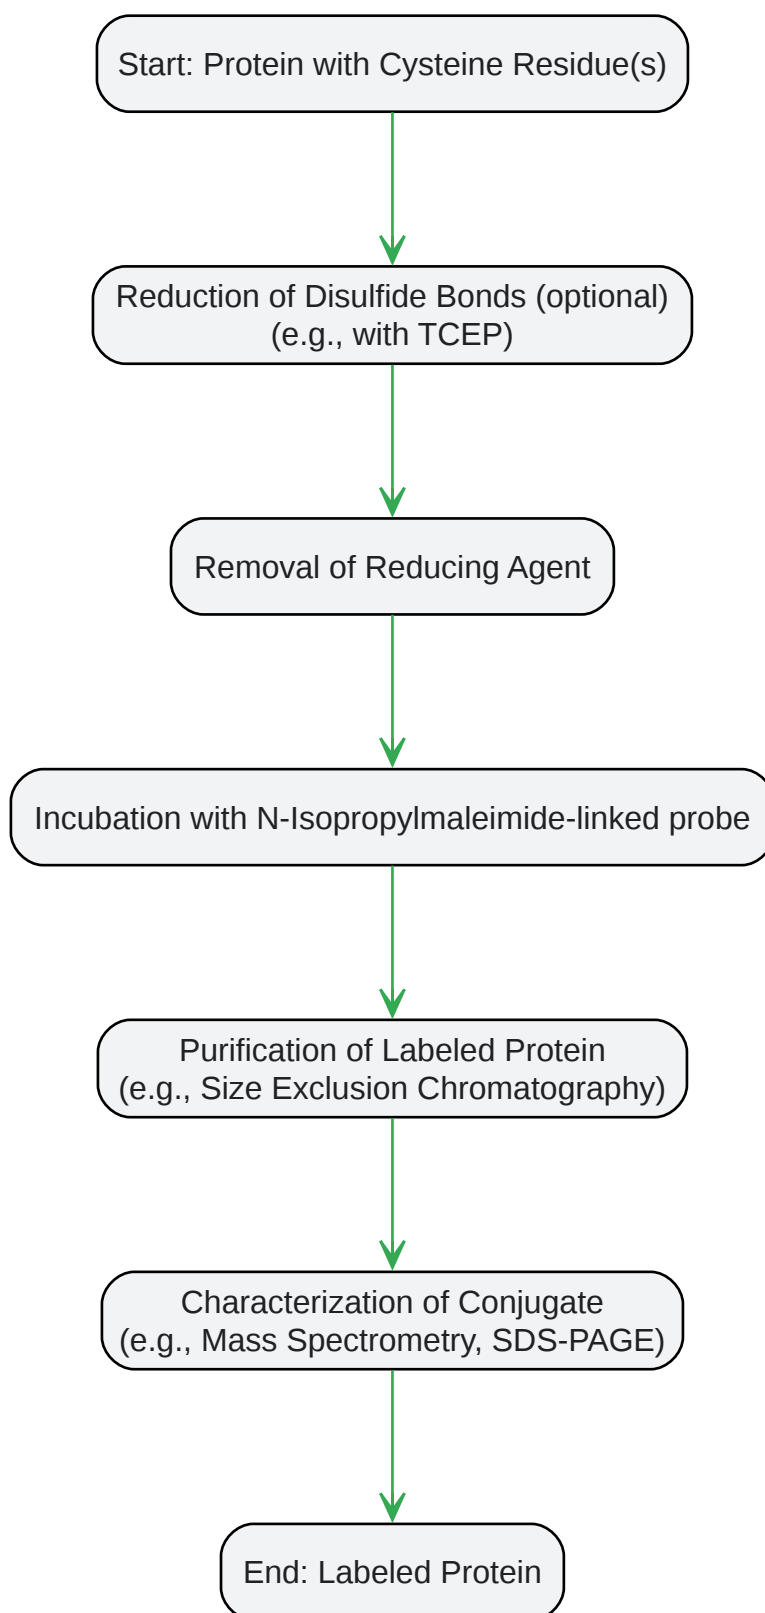 Start: Protein with Cysteine Residue(s)
Reduction of Disulfide Bonds (optional)
(e.g., with TCEP)
Removal of Reducing Agent
Incubation with N-Isopropylmaleimide-linked probe
Purification of Labeled Protein
(e.g., Size Exclusion Chromatography)
Characterization of Conjugate
(e.g., Mass Spectrometry, SDS-PAGE)
End: Labeled Protein